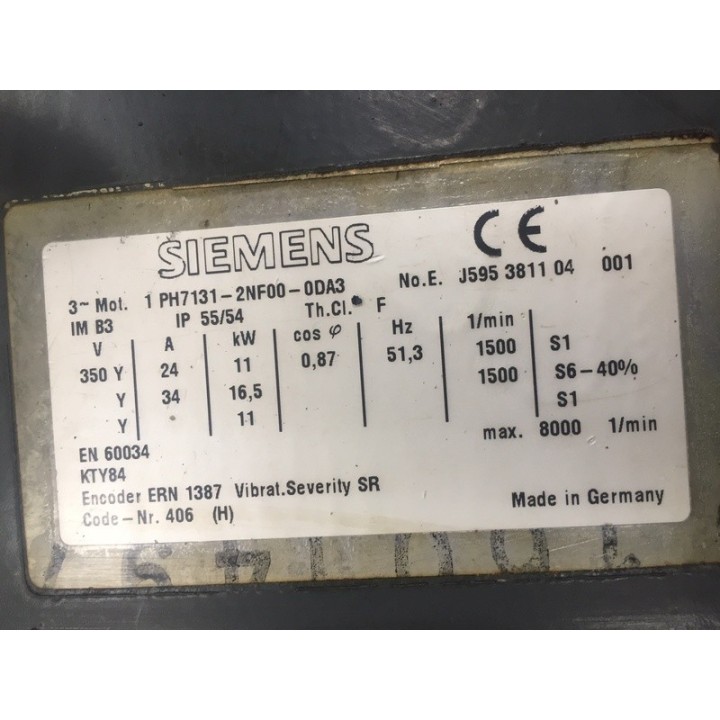 SIEMENS CE
3~ Mot. 1 PH7131-2NF00-0DA3 No.E. J595 3811 04 001
IM B3 IP 55/54 Th.Cl. F
V A kW cos φ Hz 1/min
350 Y 24 11 0,87 51,3 1500 S1
Y 34 16,5 1500 S6-40%
Y 11 S1
max. 8000 1/min
EN 60034
KTY84
Encoder ERN 1387 Vibrat.Severity SR
Code-Nr. 406 (H) Made in Germany